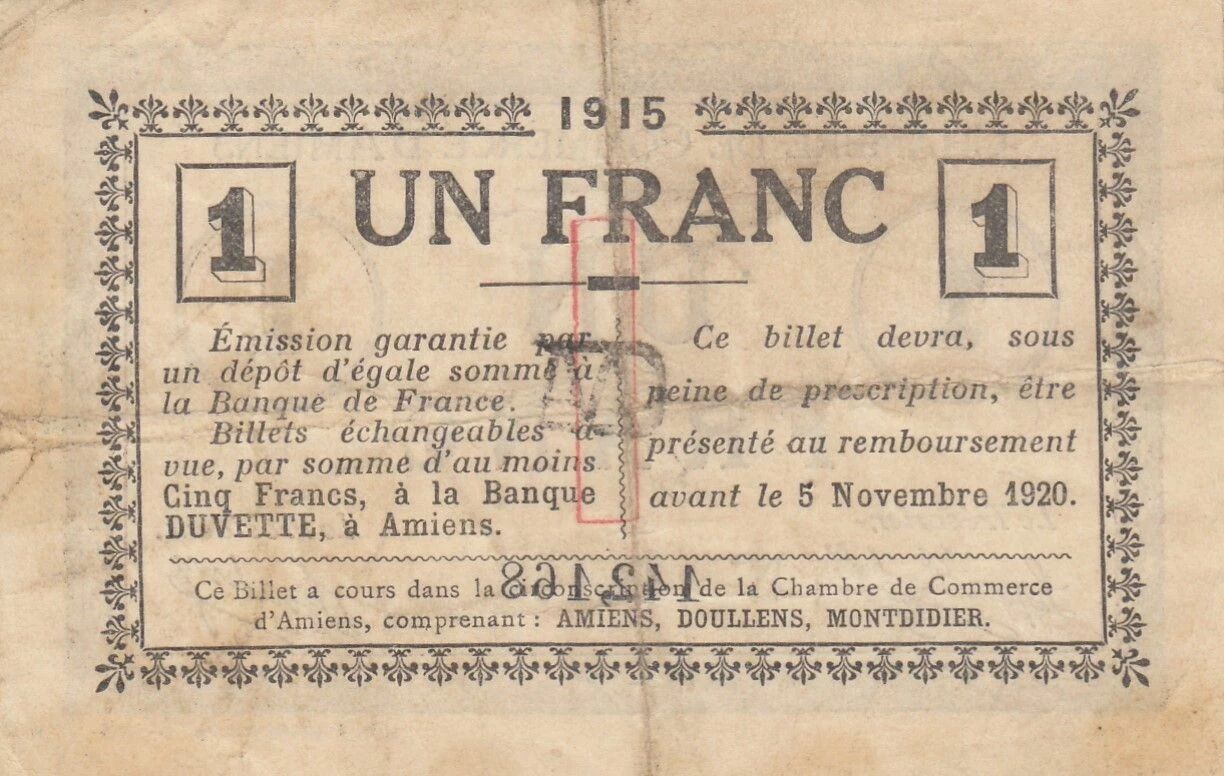 1915
1 UN FRANC 1
Émission garantie par
un dépôt d'égale somme à
la Banque de France.
Billets échangeables à
vue, par somme d'au moins
Cinq Francs, à la Banque
DUVETTE, à Amiens.
Ce billet devra, sous
peine de prescription, être
présenté au remboursement
avant le 5 Novembre 1920.
Ce Billet a cours dans la circonscription de la Chambre de Commerce
d'Amiens, comprenant : AMIENS, DOULLENS, MONTDIDIER.